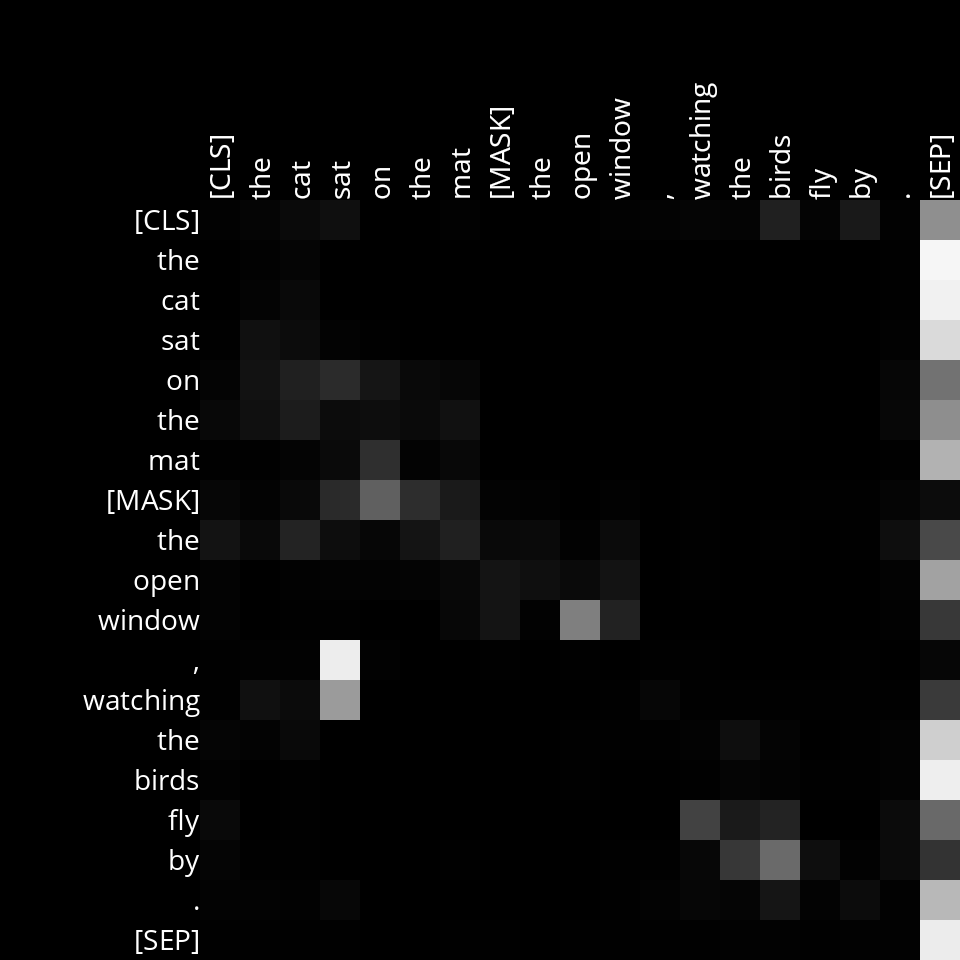 [CLS] the cat sat on the mat [MASK] the open window , watching the birds fly by . [SEP]
[CLS]
the
cat
sat
on
the
mat
[MASK]
the
open
window
,
watching
the
birds
fly
by
.
[SEP]